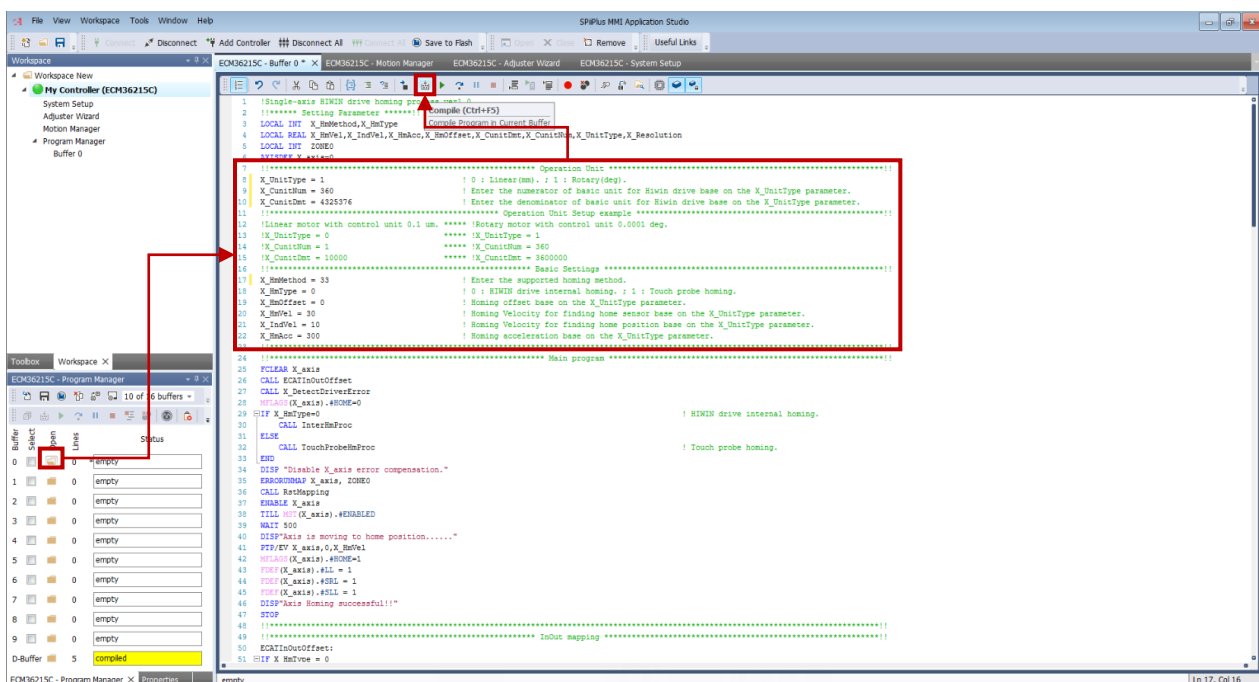 File View Workspace Tools Window Help
SPiPlus MMI Application Studio
Connect Disconnect Add Controller Disconnect All Connect All Save to Flash Open Close Remove Useful Links
Workspace
Workspace New
My Controller (ECM36215C)
System Setup
Adjuster Wizard
Motion Manager
Program Manager
Buffer 0
Toolbox Workspace
ECM36215C - Program Manager
10 of 16 buffers
Buffer Select Open Lines Status
0 0 * empty
1 0 empty
2 0 empty
3 0 empty
4 0 empty
5 0 empty
6 0 empty
7 0 empty
8 0 empty
9 0 empty
D-Buffer 5 compiled
ECM36215C - Program Manager Properties
ECM36215C - Buffer 0 * ECM36215C - Motion Manager ECM36215C - Adjuster Wizard ECM36215C - System Setup
Compile (Ctrl+F5)
Compile Program in Current Buffer
1 !Single-axis HIWIN drive homing
2 !!****** Setting Parameter ******!!
3 LOCAL INT X_HmMethod,X_HmType
4 LOCAL REAL X_HmVel,X_IndVel,X_HmAcc,X_HmOffset,X_CunitDmt,X_CunitNum,X_UnitType,X_Resolution
5 LOCAL INT ZONE0
6 AXISDEF X_axis=0
7 !!********************************************************* Operation Unit *********************************************************!!
8 X_UnitType = 1 ! 0 : Linear(mm). ; 1 : Rotary(deg).
9 X_CunitNum = 360 ! Enter the numerator of basic unit for Hiwin drive base on the X_UnitType parameter.
10 X_CunitDmt = 4325376 ! Enter the denominator of basic unit for Hiwin drive base on the X_UnitType parameter.
11 !!************************************************** Operation Unit Setup example ***************************************************!!
12 !Linear motor with control unit 0.1 um. ***** !Rotary motor with control unit 0.0001 deg.
13 !X_UnitType = 0 ***** !X_UnitType = 1
14 !X_CunitNum = 1 ***** !X_CunitNum = 360
15 !X_CunitDmt = 10000 ***** !X_CunitDmt = 3600000
16 !!******************************************************** Basic Settings **********************************************************!!
17 X_HmMethod = 33 ! Enter the supported homing method.
18 X_HmType = 0 ! 0 : HIWIN drive internal homing. ; 1 : Touch probe homing.
19 X_HmOffset = 0 ! Homing offset base on the X_UnitType parameter.
20 X_HmVel = 30 ! Homing Velocity for finding home sensor base on the X_UnitType parameter.
21 X_IndVel = 10 ! Homing Velocity for finding home position base on the X_UnitType parameter.
22 X_HmAcc = 300 ! Homing acceleration base on the X_UnitType parameter.
23 !!**********************************************************************************************************************************!!
24 !!*********************************************************** Main program *********************************************************!!
25 FCLEAR X_axis
26 CALL ECATInOutOffset
27 CALL X_DetectDriverError
28 MFLAGS(X_axis).#HOME=0
29 IF X_HmType=0 ! HIWIN drive internal homing.
30 CALL InterHmProc
31 ELSE
32 CALL TouchProbeHmProc ! Touch probe homing.
33 END
34 DISP "Disable X_axis error compensation."
35 ERRORUNMAP X_axis, ZONE0
36 CALL RstMapping
37 ENABLE X_axis
38 TILL MST(X_axis).#ENABLED
39 WAIT 500
40 DISP"Axis is moving to home position......"
41 PTP/EV X_axis,0,X_HmVel
42 MFLAGS(X_axis).#HOME=1
43 FDEF(X_axis).#LL = 1
44 FDEF(X_axis).#SRL = 1
45 FDEF(X_axis).#SLL = 1
46 DISP"Axis Homing successful!!"
47 STOP
48 !!**********************************************************************************************************************************!!
49 !!********************************************************* InOut mapping **********************************************************!!
50 ECATInOutOffset:
51 IF X_HmType = 0
empty
Ln 17, Col 16